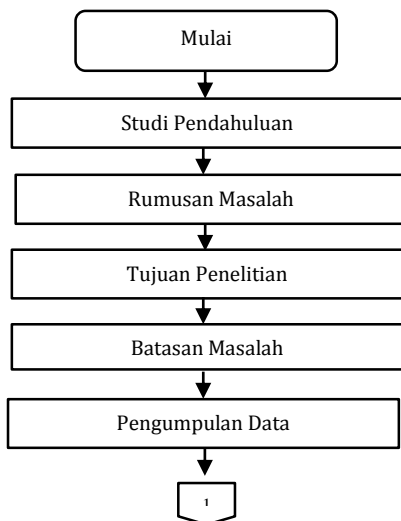 Mulai
Studi Pendahuluan
Rumusan Masalah
Tujuan Penelitian
Batasan Masalah
Pengumpulan Data
1